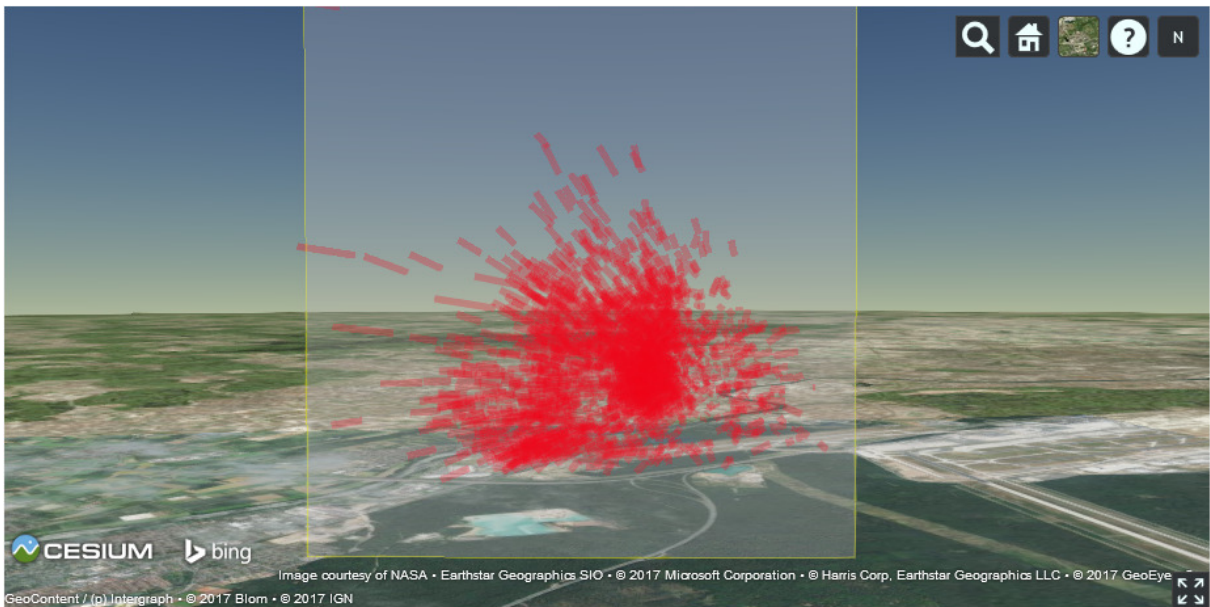 ?
N
CESIUM
bing
Image courtesy of NASA • Earthstar Geographics SIO • © 2017 Microsoft Corporation • © Harris Corp, Earthstar Geographics LLC • © 2017 GeoEye
GeoContent / (p) Intergraph • © 2017 Blom • © 2017 IGN